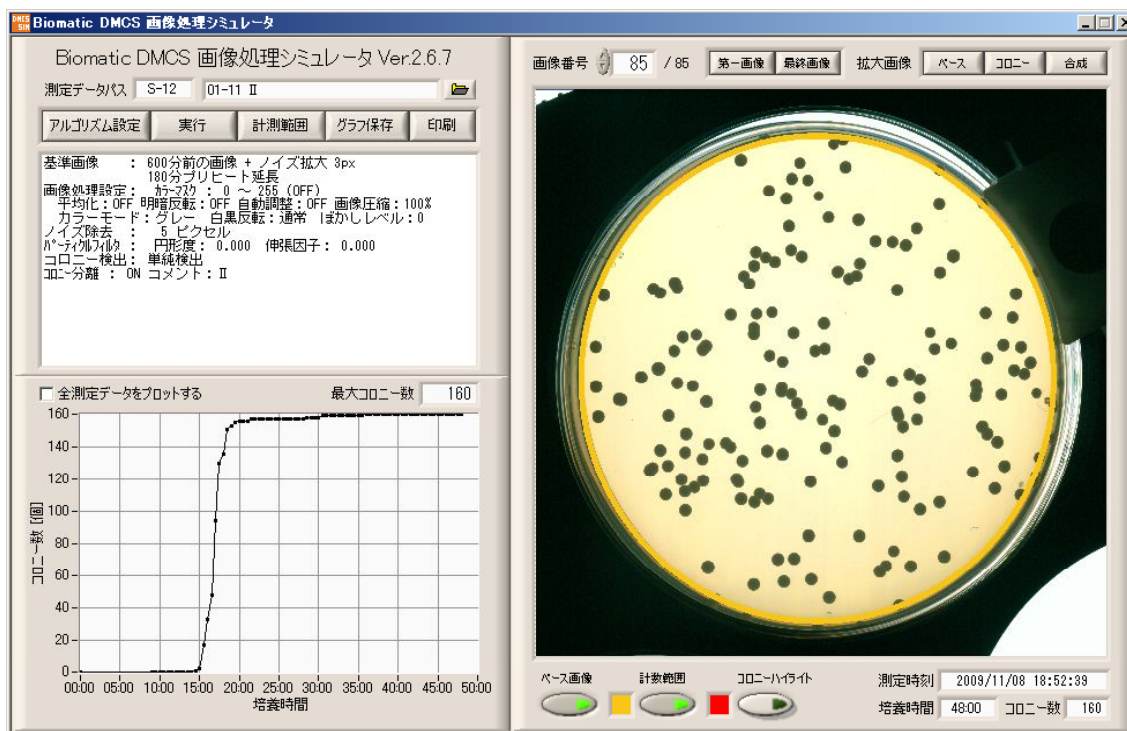 Biomatic DMCS 画像処理シミュレータ
Biomatic DMCS 画像処理シミュレータ Ver.2.6.7
測定データパス S-12 01-11 Ⅱ
アルゴリズム設定 実行 計測範囲 グラフ保存 印刷
基準画像 : 600分前の画像 + ノイズ拡大 3px
180分プリヒート延長
画像処理設定: カラーマスク : 0 ～ 255 (OFF)
平均化:OFF 明暗反転:OFF 自動調整:OFF 画像圧縮:100%
カラーモード:グレー 白黒反転:通常 ぼかしレベル:0
ノイズ除去 : 5 ピクセル
パーティクルフィルタ : 円形度: 0.000 伸張因子: 0.000
コロニー検出: 単純検出
コロニー分離 : ON コメント:Ⅱ
全測定データをプロットする 最大コロニー数 160
160
140
120
100
80
60
40
20
0
コロニー数 [個]
00:00 05:00 10:00 15:00 20:00 25:00 30:00 35:00 40:00 45:00 50:00
培養時間
画像番号 85 / 85 第一画像 最終画像 拡大画像 ベース コロニー 合成
ベース画像 計数範囲 コロニーハイライト
測定時刻 2009/11/08 18:52:39
培養時間 48:00 コロニー数 160